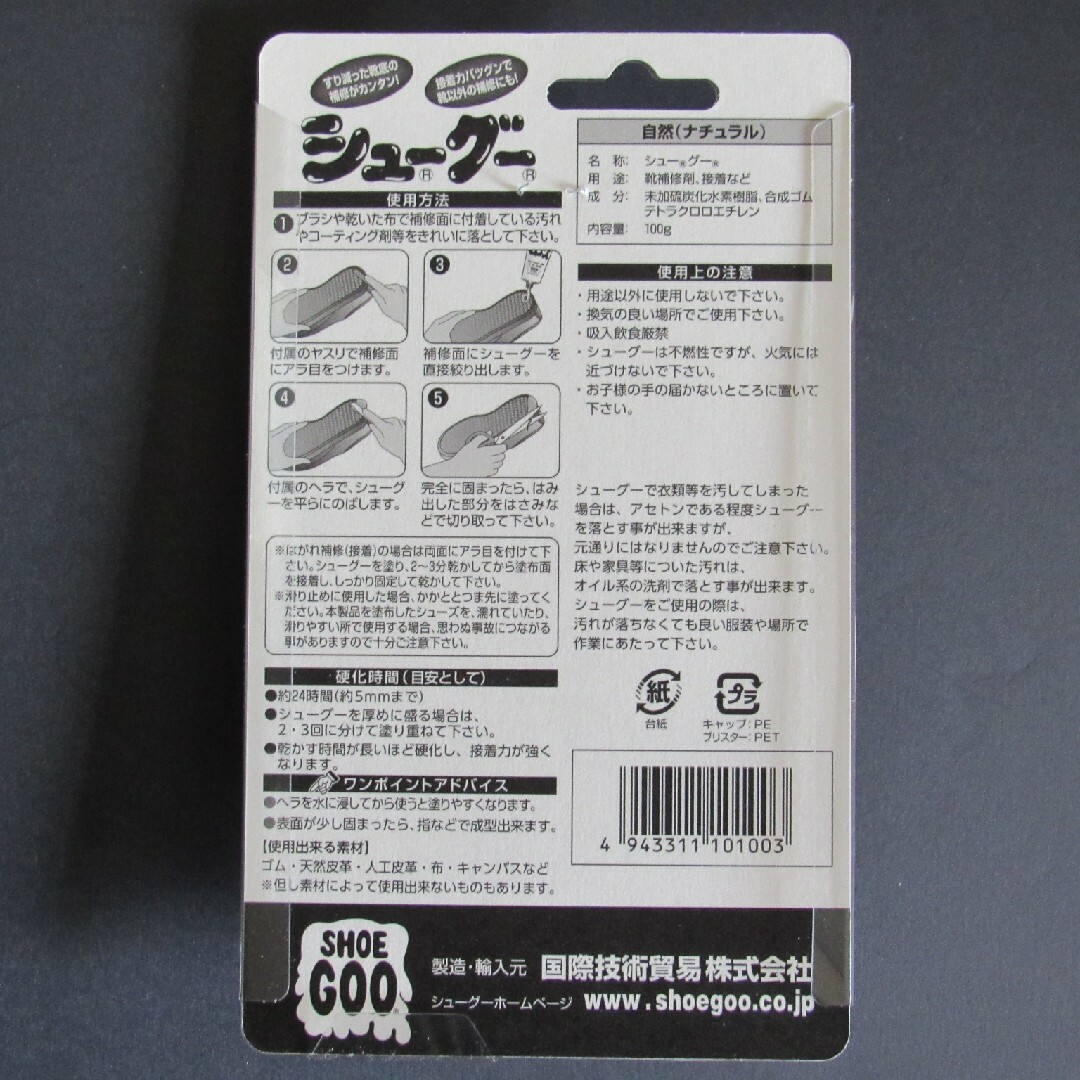 すり減った靴底の
補修がカンタン!
接着力バツグンで
靴以外の補修にも!
シュー®グー®
使用方法
1 ブラシや乾いた布で補修面に付着している汚れ
やコーティング剤等をきれいに落として下さい。
2
付属のヤスリで補修面
にアラ目をつけます。
3
補修面にシューグーを
直接絞り出します。
4
付属のヘラで、シューグ
ーを平らにのばします。
5
完全に固まったら、はみ
出した部分をはさみな
どで切り取って下さい。
※はがれ補修(接着)の場合は両面にアラ目を付けて下
さい。シューグーを塗り、2〜3分乾かしてから塗布面
を接着し、しっかり固定して乾かして下さい。
※滑り止めに使用した場合、かかととつま先に塗ってく
ださい。本製品を塗布したシューズを、濡れていたり、
滑りやすい所で使用する場合、思わぬ事故につながる
事がありますので十分ご注意下さい。
硬化時間(目安として)
●約24時間(約5mmまで)
●シューグーを厚めに盛る場合は、
2・3回に分けて塗り重ねて下さい。
●乾かす時間が長いほど硬化し、接着力が強く
なります。
ワンポイントアドバイス
●ヘラを水に浸してから使うと塗りやすくなります。
●表面が少し固まったら、指などで成型出来ます。
【使用出来る素材】
ゴム・天然皮革・人工皮革・布・キャンバスなど
※但し素材によって使用出来ないものもあります。
自然(ナチュラル)
名 称: シュー®グー®
用 途: 靴補修剤、接着など
成 分: 未加硫炭化水素樹脂、合成ゴム
テトラクロロエチレン
内容量: 100g
使用上の注意
・用途以外に使用しないで下さい。
・換気の良い場所でご使用下さい。
・吸入飲食厳禁
・シューグーは不燃性ですが、火気には
近づけないで下さい。
・お子様の手の届かないところに置いて
下さい。
シューグーで衣類等を汚してしまった
場合は、アセトンである程度シューグー
を落とす事が出来ますが、
元通りにはなりませんのでご注意下さい。
床や家具等についた汚れは、
オイル系の洗剤で落とす事が出来ます。
シューグーをご使用の際は、
汚れが落ちなくても良い服装や場所で
作業にあたって下さい。
紙
台紙
プラ
キャップ:PE
ブリスター:PET
4 943311 101003
SHOE
GOO
製造・輸入元 国際技術貿易株式会社
シューグーホームページ www.shoegoo.co.jp